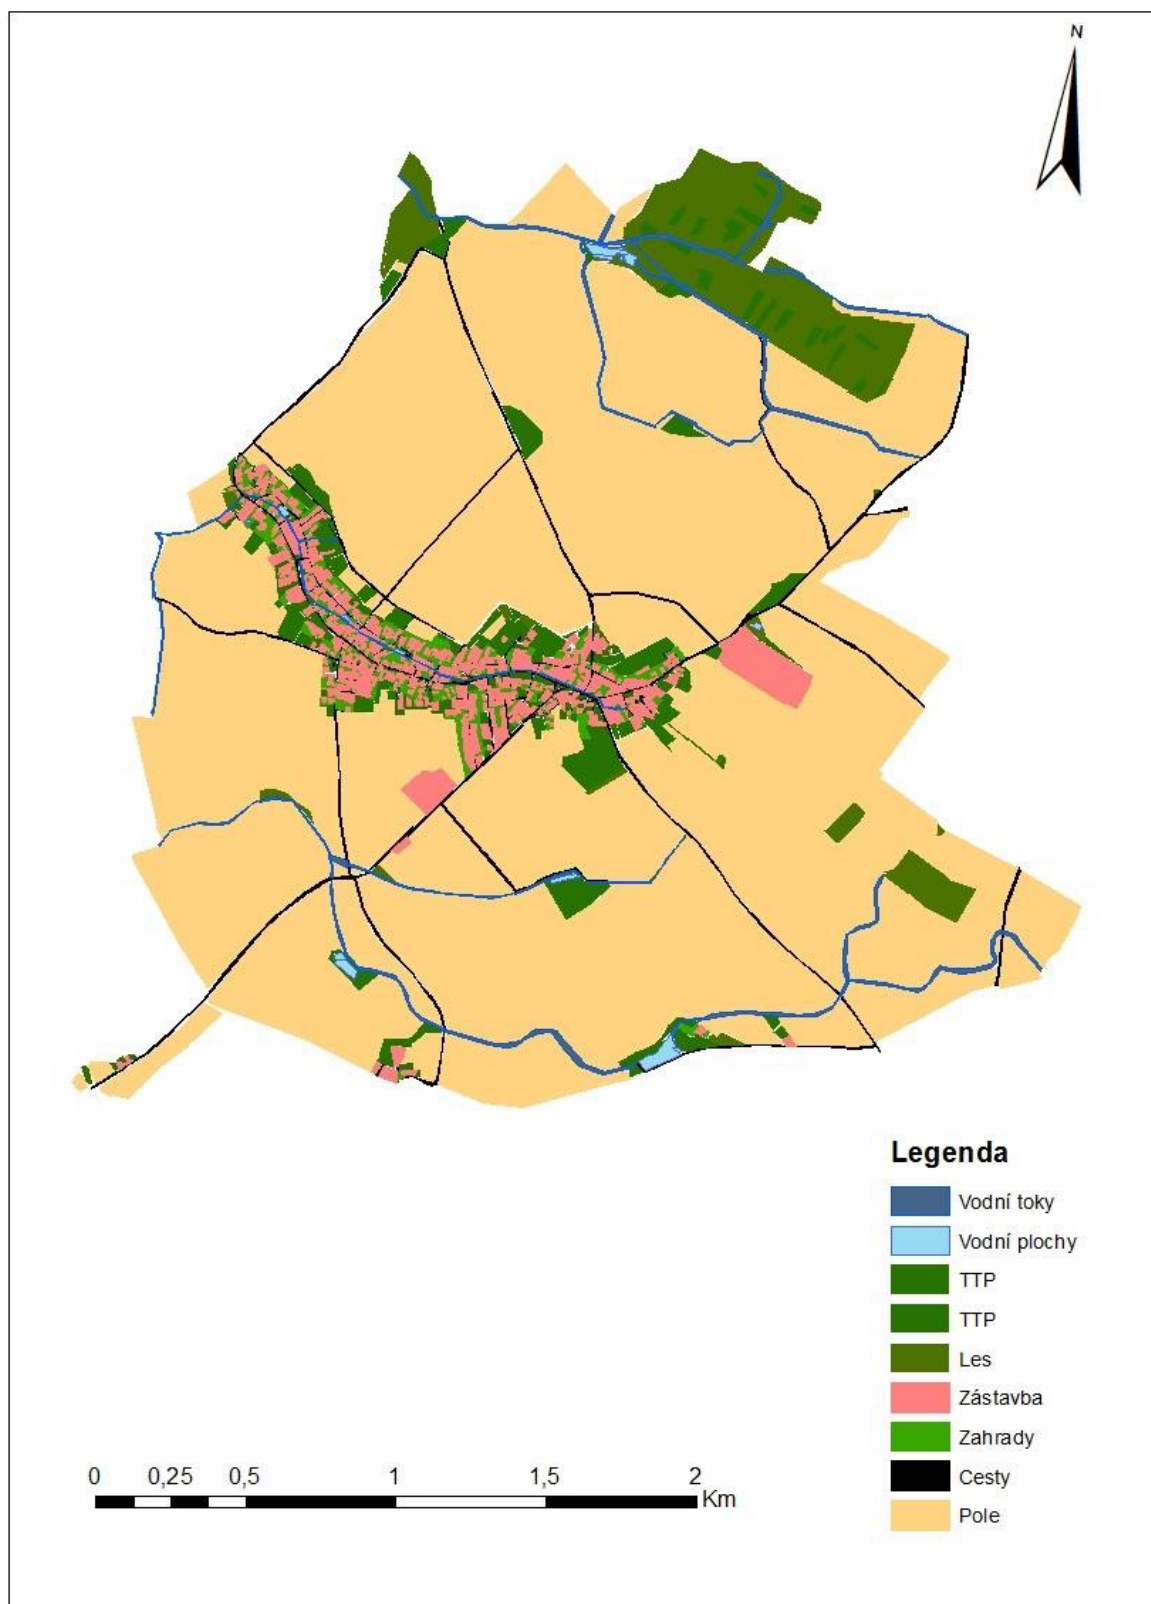 N
Legenda
Vodní toky
Vodní plochy
TTP
TTP
Les
Zástavba
Zahrady
Cesty
Pole
0 0,25 0,5 1 1,5 2
Km